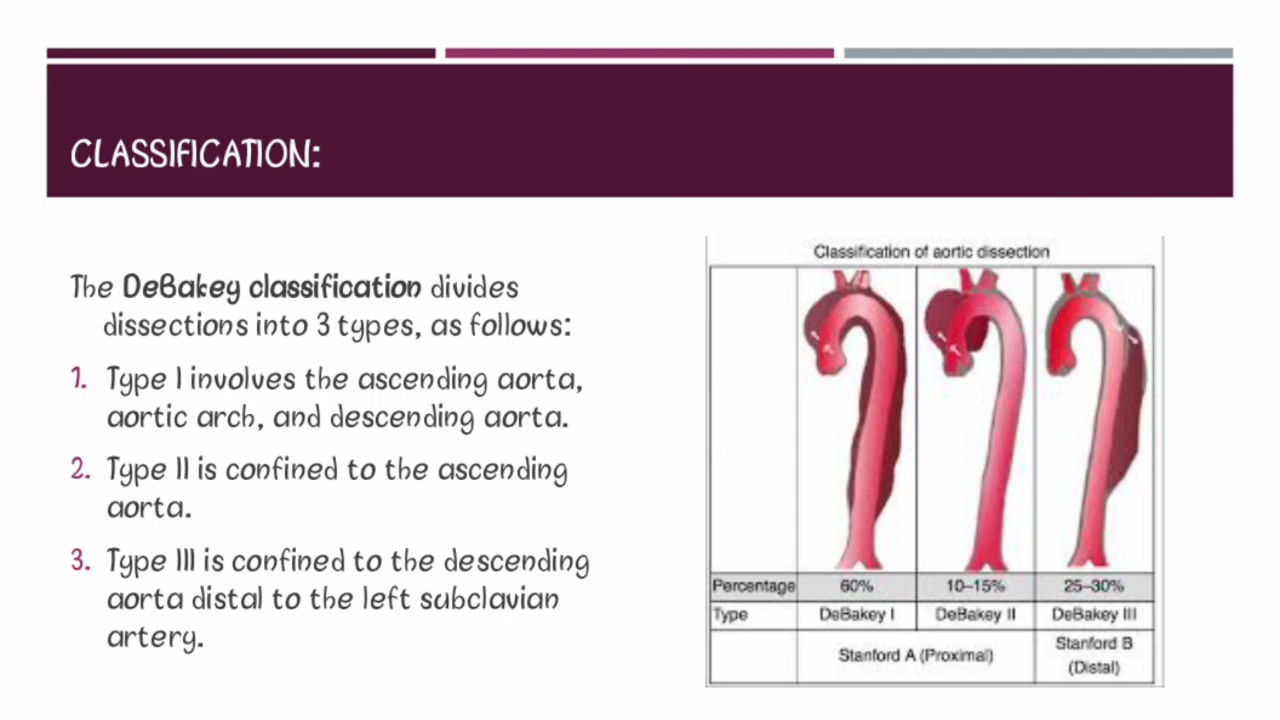 CLASSIFICATION:
The DeBakey classification divides
dissections into 3 types, as follows:
1. Type I involves the ascending aorta,
aortic arch, and descending aorta.
2. Type II is confined to the ascending
aorta.
3. Type III is confined to the descending
aorta distal to the left subclavian
artery.
Classification of aortic dissection
Percentage 60% 10–15% 25–30%
Type DeBakey I DeBakey II DeBakey III
Stanford A (Proximal) Stanford B
(Distal)